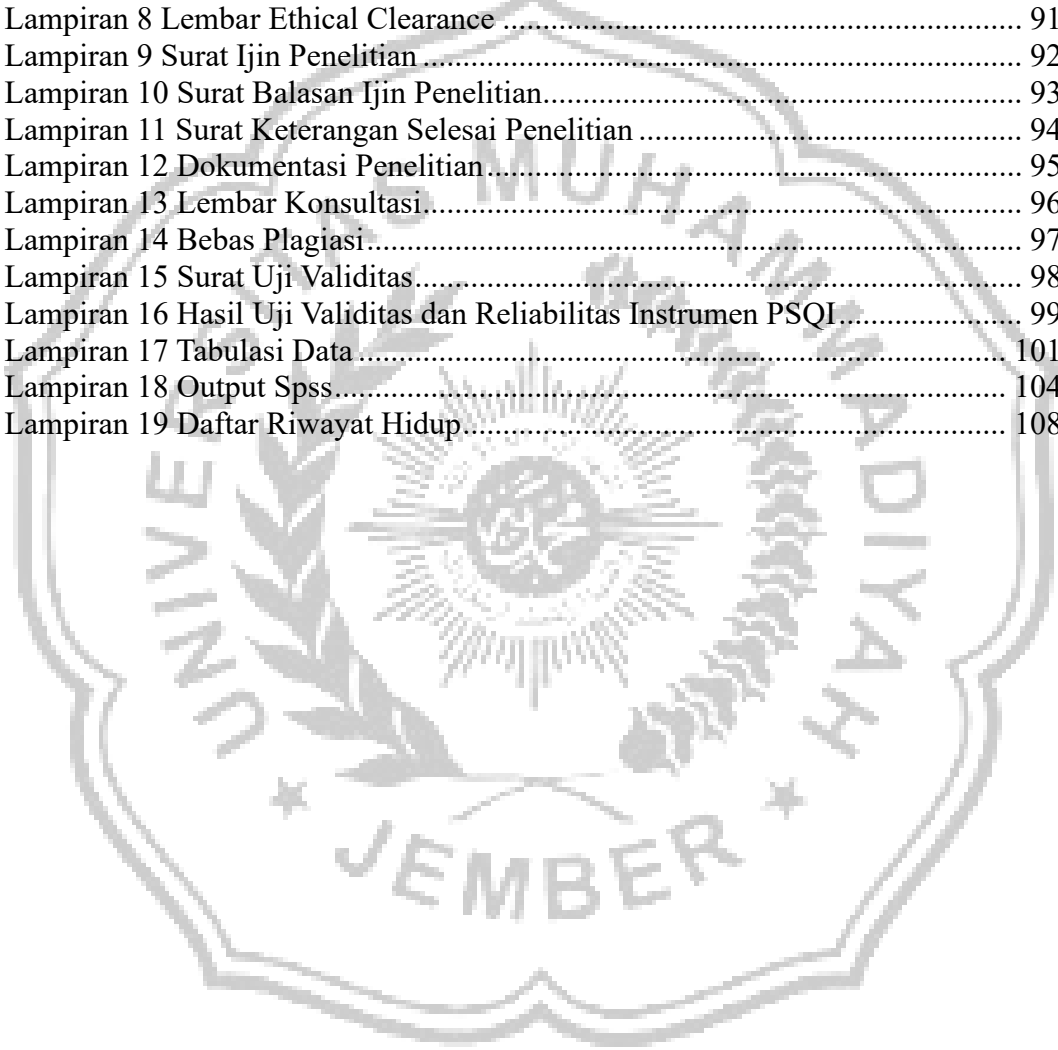 Lampiran 8 Lembar Ethical Clearance ................................................................ 91
Lampiran 9 Surat Ijin Penelitian ......................................................................... 92
Lampiran 10 Surat Balasan Ijin Penelitian .......................................................... 93
Lampiran 11 Surat Keterangan Selesai Penelitian .............................................. 94
Lampiran 12 Dokumentasi Penelitian ................................................................. 95
Lampiran 13 Lembar Konsultasi ......................................................................... 96
Lampiran 14 Bebas Plagiasi ................................................................................ 97
Lampiran 15 Surat Uji Validitas .......................................................................... 98
Lampiran 16 Hasil Uji Validitas dan Reliabilitas Instrumen PSQI ..................... 99
Lampiran 17 Tabulasi Data ................................................................................ 101
Lampiran 18 Output Spss................................................................................... 104
Lampiran 19 Daftar Riwayat Hidup .................................................................. 108
UNIVERSITAS MUHAMMADIYAH
JEMBER